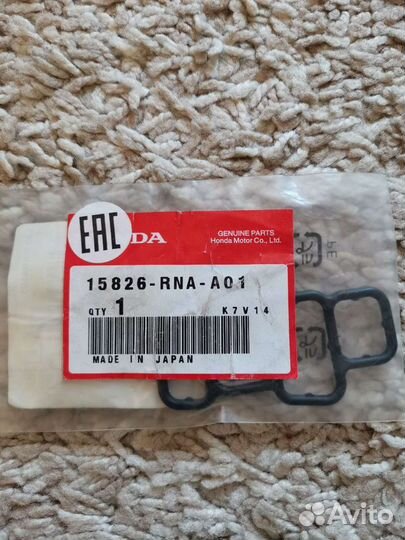 EAC
DA
GENUINE PARTS
Honda Motor Co., Ltd.
15826-RNA-A01
QTY 1 K7V14
MADE IN JAPAN
Avito